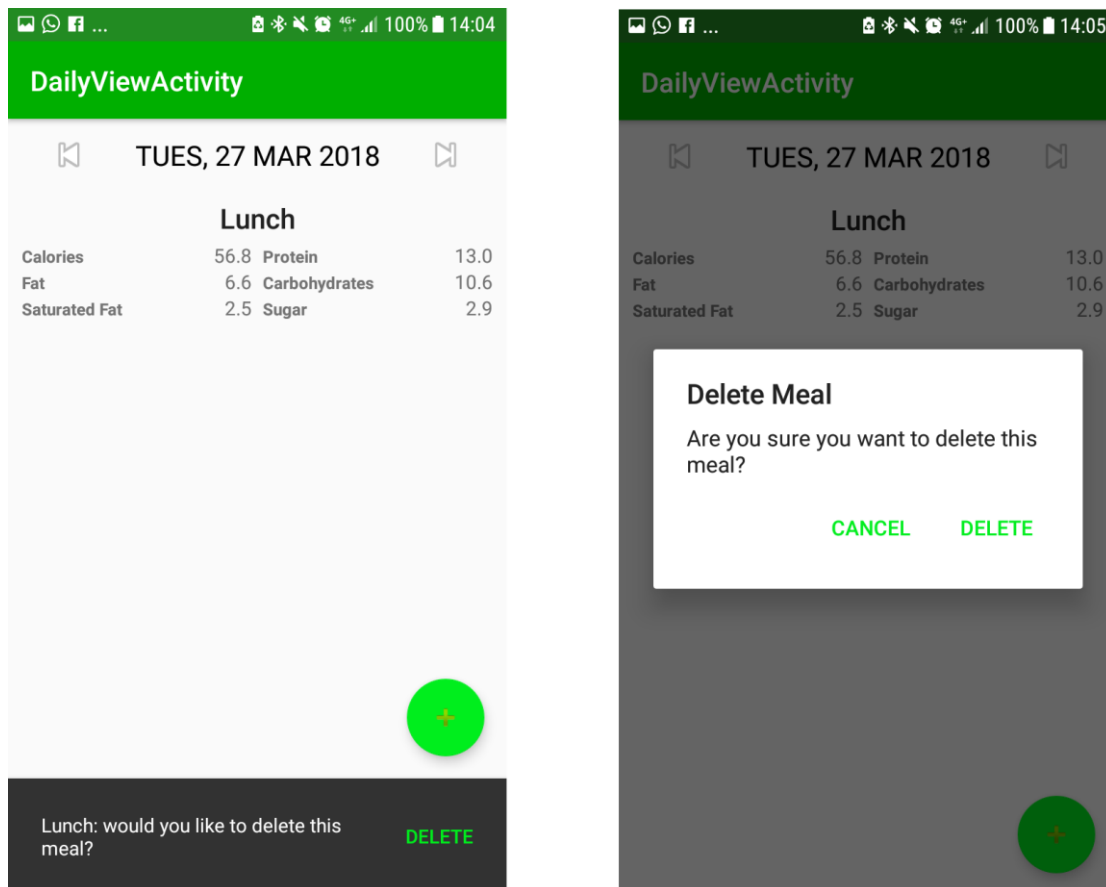 ... 4G+ 100% 14:04
DailyViewActivity
TUES, 27 MAR 2018
Lunch
Calories 56.8 Protein 13.0
Fat 6.6 Carbohydrates 10.6
Saturated Fat 2.5 Sugar 2.9
Lunch: would you like to delete this
meal?
DELETE
... 4G+ 100% 14:05
DailyViewActivity
TUES, 27 MAR 2018
Lunch
Calories 56.8 Protein 13.0
Fat 6.6 Carbohydrates 10.6
Saturated Fat 2.5 Sugar 2.9
Delete Meal
Are you sure you want to delete this
meal?
CANCEL DELETE